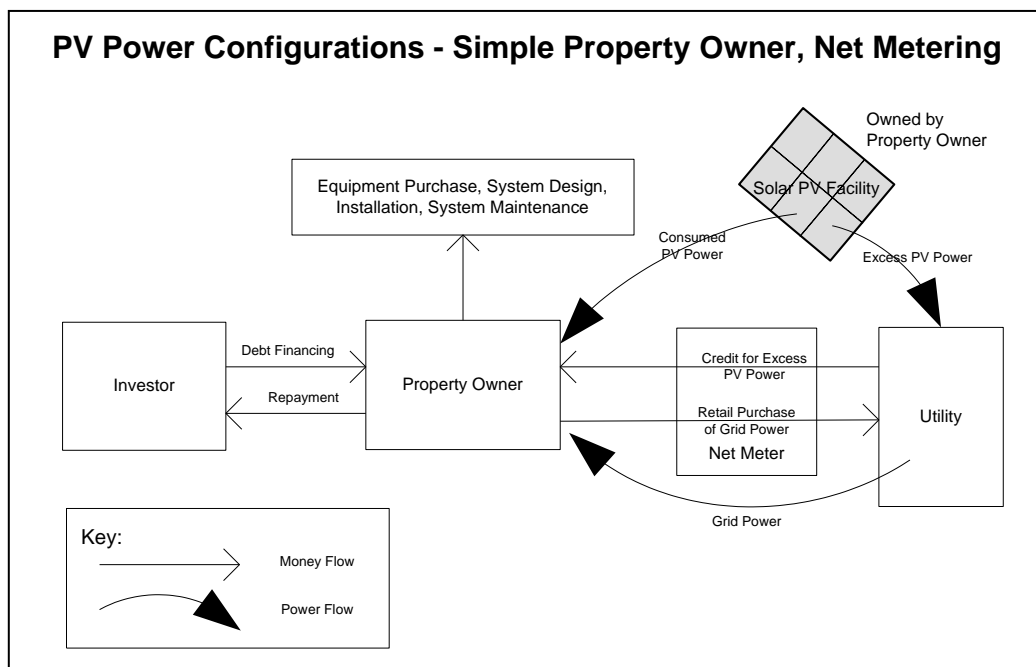 PV Power Configurations - Simple Property Owner, Net Metering
Owned by
Property Owner
Solar PV Facility
Equipment Purchase, System Design,
Installation, System Maintenance
Consumed
PV Power
Excess PV Power
Investor
Debt Financing
Repayment
Property Owner
Credit for Excess
PV Power
Retail Purchase
of Grid Power
Net Meter
Utility
Grid Power
Key:
Money Flow
Power Flow